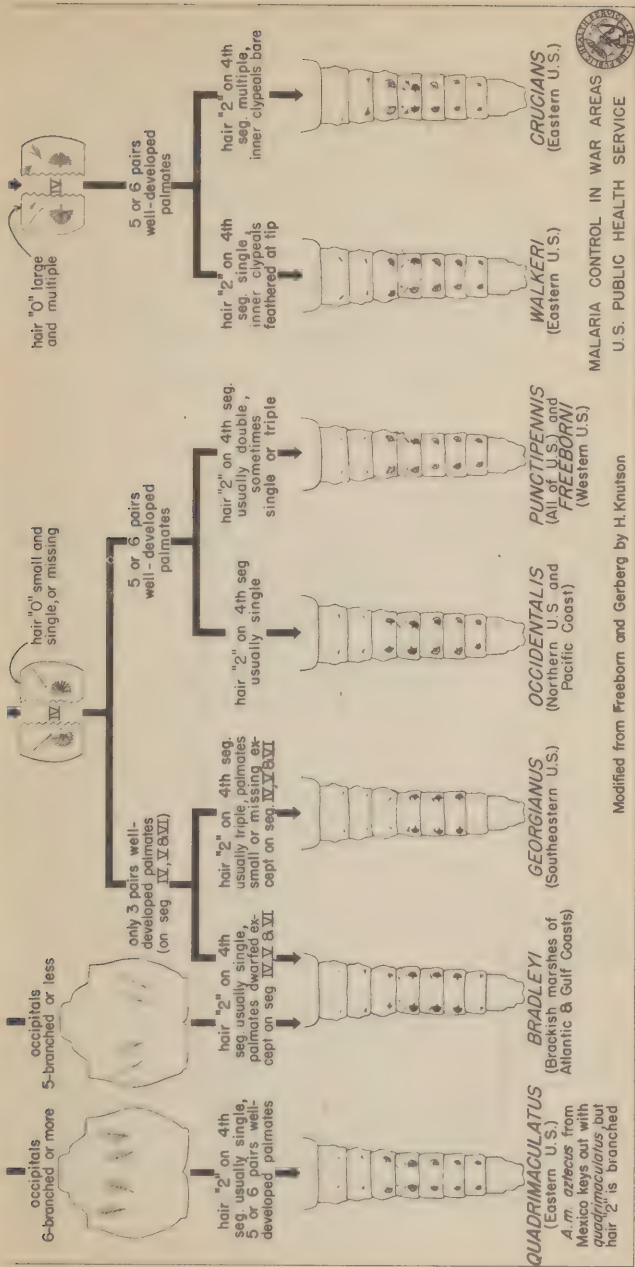 occipitals
6-branched or more
occipitals
5-branched or less
hair "O" small and
single, or missing
IV
hair "O" large
and multiple
IV
only 3 pairs well-
developed palmates
(on seg IV, V & VI)
5 or 6 pairs
well-developed
palmates
5 or 6 pairs
well-developed
palmates
hair "2" on 4th
seg. usually single,
5 or 6 pairs well-
developed palmates
hair "2" on 4th
seg. usually single,
palmates dwarfed ex-
cept on seg IV, V & VI
hair "2" on 4th seg.
usually triple, palmates
small or missing ex-
cept on seg. IV, V & VI
hair "2" on 4th seg
usually single
hair "2" on 4th seg.
usually double,
sometimes
single or triple
hair "2" on 4th
seg. single,
inner clypeals
feathered at tip
hair "2" on 4th
seg. multiple,
inner clypeals bare
QUADRIMACULATUS
(Eastern U.S.)
A.m. aztecus from
Mexico keys out with
quadrimaculatus, but
hair "2" is branched
BRADLEYI
(Brackish marshes of
Atlantic & Gulf Coasts)
GEORGIANUS
(Southeastern U.S.)
OCCIDENTALIS
(Northern U.S and
Pacific Coast)
PUNCTIPENNIS
(All of U.S.) and
FREEBORNI
(Western U.S.)
WALKERI
(Eastern U.S.)
CRUCIANS
(Eastern U.S.)
Modified from Freeborn and Gerberg by H. Knutson
MALARIA CONTROL IN WAR AREAS
U.S. PUBLIC HEALTH SERVICE